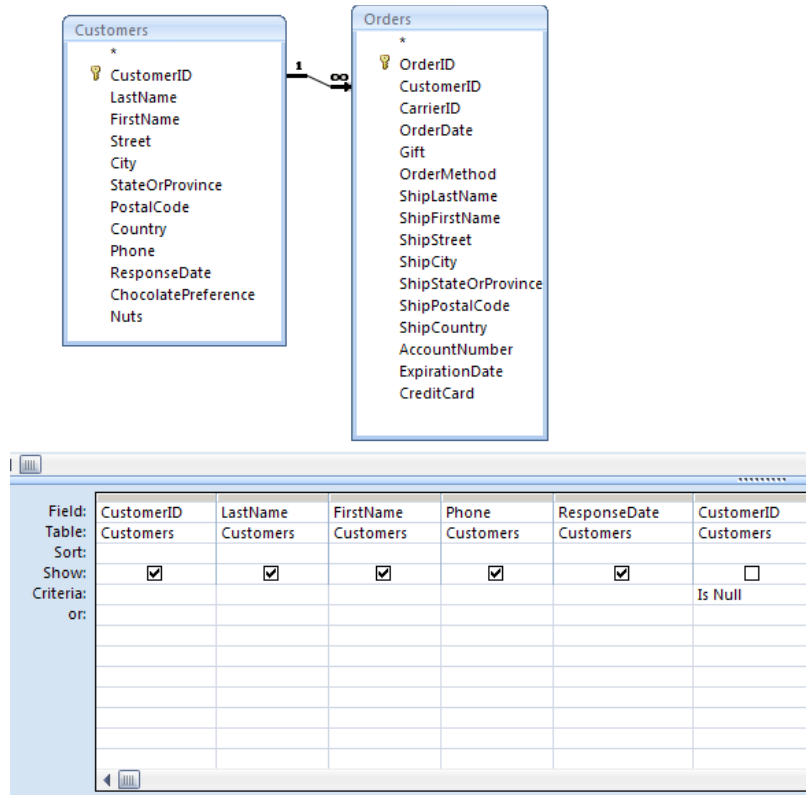 Customers
*
CustomerID
LastName
FirstName
Street
City
StateOrProvince
PostalCode
Country
Phone
ResponseDate
ChocolatePreference
Nuts
1 ∞
Orders
*
OrderID
CustomerID
CarrierID
OrderDate
Gift
OrderMethod
ShipLastName
ShipFirstName
ShipStreet
ShipCity
ShipStateOrProvince
ShipPostalCode
ShipCountry
AccountNumber
ExpirationDate
CreditCard
Field: CustomerID LastName FirstName Phone ResponseDate CustomerID
Table: Customers Customers Customers Customers Customers Customers
Sort:
Show:
Criteria: Is Null
or: